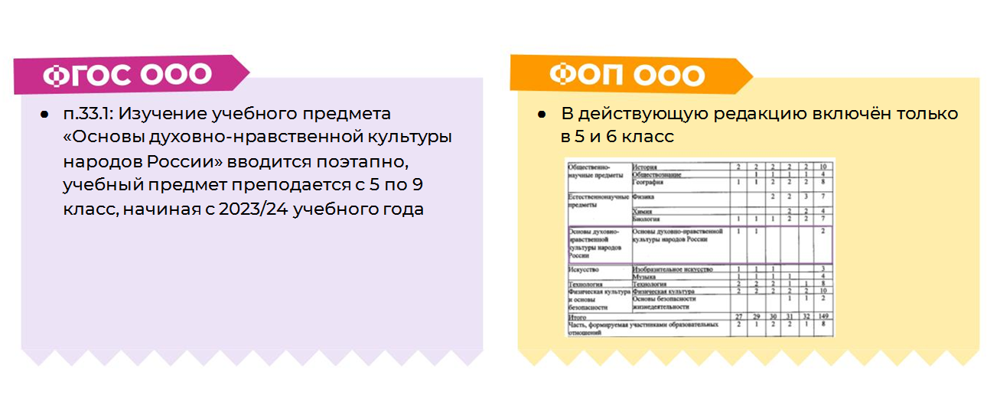 ФГОС ООО
● п.33.1: Изучение учебного предмета
«Основы духовно-нравственной культуры
народов России» вводится поэтапно,
учебный предмет преподается с 5 по 9
класс, начиная с 2023/24 учебного года
ФОП ООО
● В действующую редакцию включён только
в 5 и 6 класс
Общественно- История 2 2 2 2 2 10
научные предметы Обществознание 1 1 1 1 4
География 1 1 2 2 2 8
Естественнонаучные Физика 2 2 3 7
предметы
Химия 2 2 4
Биология 1 1 1 2 2 7
Основы духовно- Основы духовно-нравственной 1 1 2
нравственной культуры народов России
культуры народов
России
Искусство Изобразительное искусство 1 1 1 3
Музыка 1 1 1 1 4
Технология Технология 2 2 2 1 1 8
Физическая культура Физическая культура 2 2 2 2 2 10
и основы Основы безопасности 1 1 2
безопасности жизнедеятельности
Итого 27 29 30 31 32 149
Часть, формируемая участниками образовательных 2 1 2 2 1 8
отношений